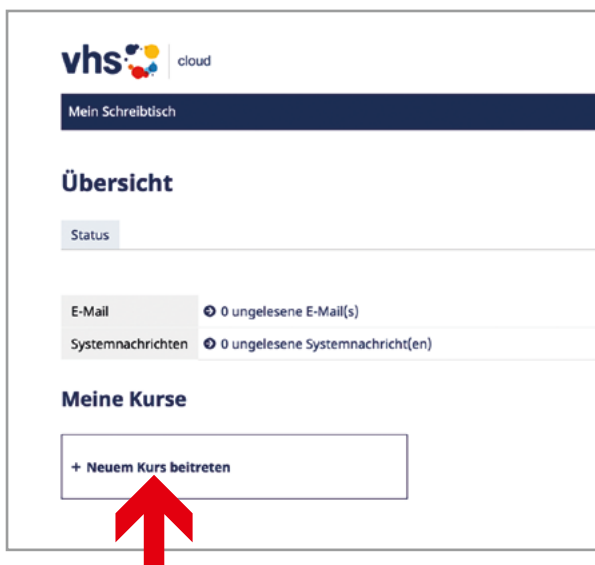 vhs cloud
Mein Schreibtisch
Übersicht
Status
E-Mail 0 ungelesene E-Mail(s)
Systemnachrichten 0 ungelesene Systemnachricht(en)
Meine Kurse
+ Neuem Kurs beitreten